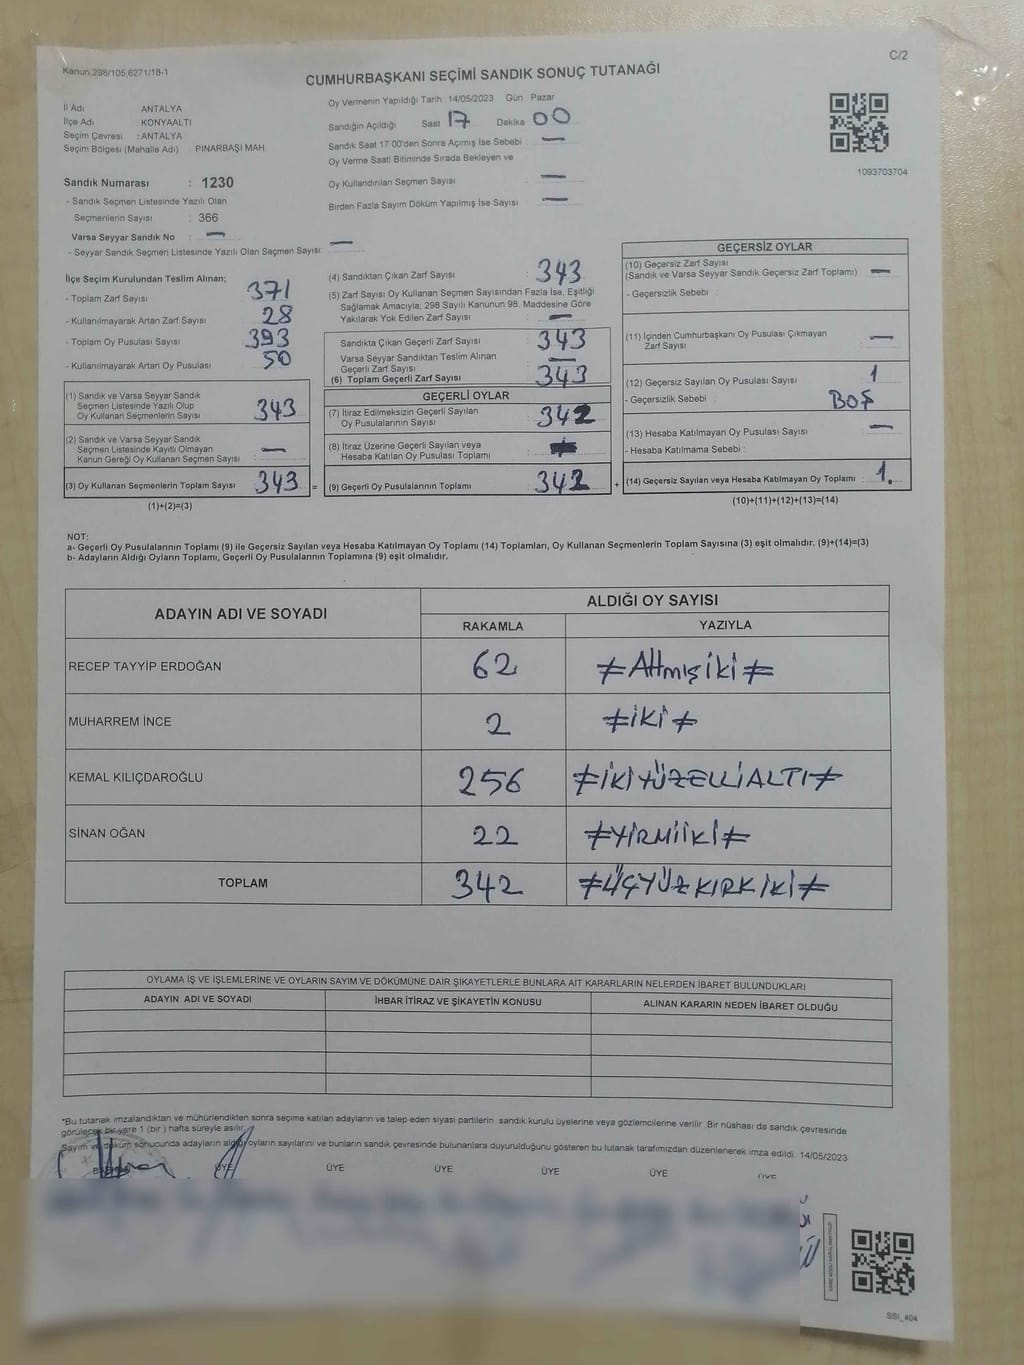 C/2
Kanun,298/105,6271/18-1
CUMHURBAŞKANI SEÇİMİ SANDIK SONUÇ TUTANAĞI
İl Adı ANTALYA
İlçe Adı : KONYAALTI
Seçim Çevresi : ANTALYA
Seçim Bölgesi (Mahalle Adı) PINARBAŞI MAH
Sandık Numarası : 1230
- Sandık Seçmen Listesinde Yazılı Olan
Seçmenlerin Sayısı : 366
Varsa Seyyar Sandık No : —
- Seyyar Sandık Seçmen Listesinde Yazılı Olan Seçmen Sayısı: —
Oy Vermenin Yapıldığı Tarih 14/05/2023 Gün Pazar
Sandığın Açıldığı Saat 17 Dakika 00
Sandık Saat 17 00'den Sonra Açımış İse Sebebi —
Oy Verme Saati Bitiminde Sırada Bekleyen ve
Oy Kullandırılan Seçmen Sayısı —
Birden Fazla Sayım Döküm Yapılmış İse Sayısı —
1093703704
İlçe Seçim Kurulundan Teslim Alınan;
- Toplam Zarf Sayısı 371
- Kullanılmayarak Artan Zarf Sayısı 28
- Toplam Oy Pusulası Sayısı 393
- Kullanılmayarak Artan Oy Pusulası 50
(1) Sandık ve Varsa Seyyar Sandık
Seçmen Listesinde Yazılı Olup
Oy Kullanan Seçmenlerin Sayısı 343
(2) Sandık ve Varsa Seyyar Sandık
Seçmen Listesinde Kayıtlı Olmayan
Kanun Gereği Oy Kullanan Seçmen Sayısı : —
(3) Oy Kullanan Seçmenlerin Toplam Sayısı 343 =
(1)+(2)=(3)
(4) Sandıktan Çıkan Zarf Sayısı : 343
(5) Zarf Sayısı Oy Kullanan Seçmen Sayısından Fazla İse, Eşitliği
Sağlamak Amacıyla; 298 Sayılı Kanunun 98. Maddesine Göre
Yakılarak Yok Edilen Zarf Sayısı : —
Sandıkta Çıkan Geçerli Zarf Sayısı : 343
Varsa Seyyar Sandıktan Teslim Alınan
Geçerli Zarf Sayısı —
(6) Toplam Geçerli Zarf Sayısı 343
GEÇERLİ OYLAR
(7) İtiraz Edilmeksizin Geçerli Sayılan
Oy Pusulalarının Sayısı 342
(8) İtiraz Üzerine Geçerli Sayılan veya
Hesaba Katılan Oy Pusulası Toplamı
(9) Geçerli Oy Pusulalarının Toplamı 342 +
GEÇERSİZ OYLAR
(10) Geçersiz Zarf Sayısı
(Sandık ve Varsa Seyyar Sandık Geçersiz Zarf Toplamı) —
- Geçersizlik Sebebi :
(11) İçinden Cumhurbaşkanı Oy Pusulası Çıkmayan
Zarf Sayısı —
(12) Geçersiz Sayılan Oy Pusulası Sayısı 1
- Geçersizlik Sebebi BOŞ
(13) Hesaba Katılmayan Oy Pusulası Sayısı —
- Hesaba Katılmama Sebebi :
(14) Geçersiz Sayılan veya Hesaba Katılmayan Oy Toplamı : 1.
(10)+(11)+(12)+(13)=(14)
NOT:
a- Geçerli Oy Pusulalarının Toplamı (9) ile Geçersiz Sayılan veya Hesaba Katılmayan Oy Toplamı (14) Toplamları, Oy Kullanan Seçmenlerin Toplam Sayısına (3) eşit olmalıdır. (9)+(14)=(3)
b- Adayların Aldığı Oyların Toplamı, Geçerli Oy Pusulalarının Toplamına (9) eşit olmalıdır.
ADAYIN ADI VE SOYADI ALDIĞI OY SAYISI
RAKAMLA YAZIYLA
RECEP TAYYİP ERDOĞAN 62 ≠Altmışiki≠
MUHARREM İNCE 2 ≠İKİ≠
KEMAL KILIÇDAROĞLU 256 ≠İKİYÜZELLİALTI≠
SİNAN OĞAN 22 ≠YİRMİİKİ≠
TOPLAM 342 ≠ÜÇYÜZKIRKİKİ≠
OYLAMA İŞ VE İŞLEMLERİNE VE OYLARIN SAYIM VE DÖKÜMÜNE DAİR ŞİKAYETLERLE BUNLARA AİT KARARLARIN NELERDEN İBARET BULUNDUKLARI
ADAYIN ADI VE SOYADI İHBAR İTİRAZ VE ŞİKAYETİN KONUSU ALINAN KARARIN NEDEN İBARET OLDUĞU
*Bu tutanak imzalandıktan ve mühürlendikten sonra seçime katılan adayların ve talep eden siyasi partilerin sandık kurulu üyelerine veya gözlemcilerine verilir. Bir nüshası da sandık çevresinde
görülecek bir yere 1 (bir ) hafta süreyle asılır.
Sayım ve döküm sonucunda adayların aldığı oyların sayılarını ve bunların sandık çevresinde bulunanlara duyurulduğunu gösteren bu tutanak tarafımızdan düzenlenerek imza edildi. 14/05/2023
BAŞKAN ÜYE ÜYE ÜYE ÜYE ÜYE ÜYE
SSI_404